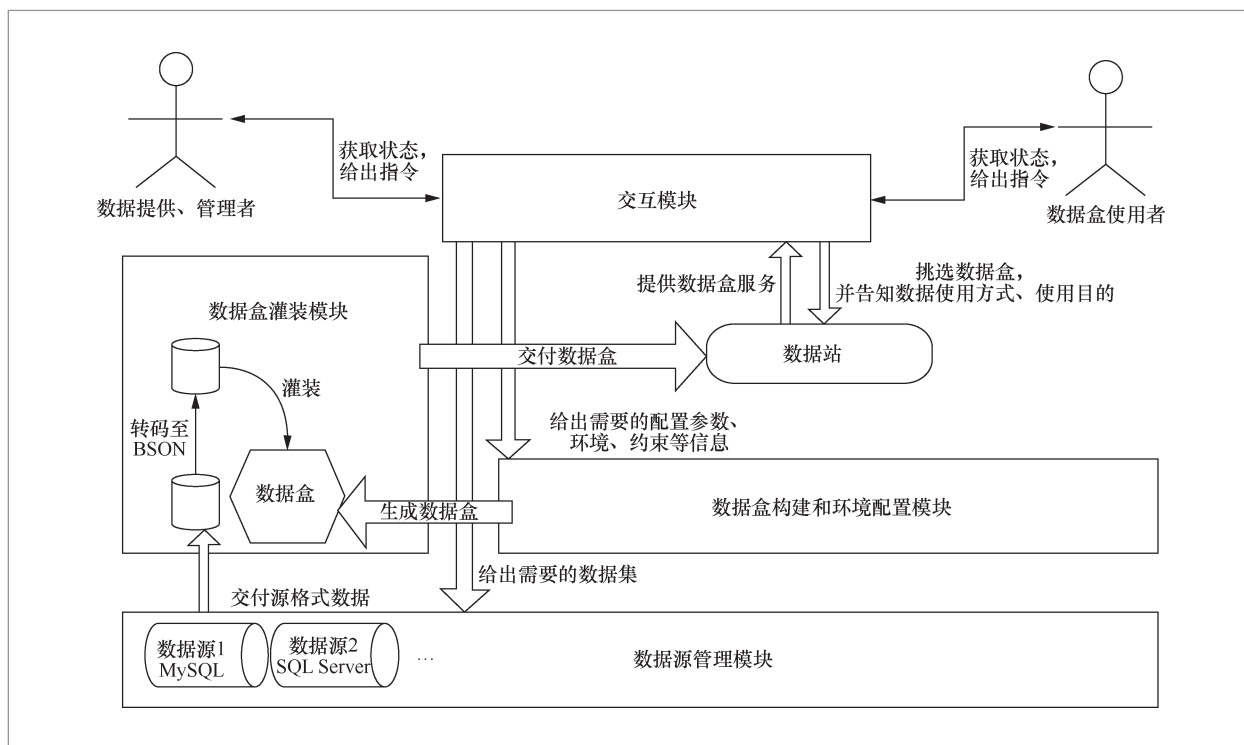 获取状态，
给出指令
数据提供、管理者
交互模块
获取状态，
给出指令
数据盒使用者
提供数据盒服务
挑选数据盒，
并告知数据使用方式、使用目的
数据盒灌装模块
交付数据盒
数据站
灌装
转码至
BSON
数据盒
给出需要的配置参数、
环境、约束等信息
生成数据盒
数据盒构建和环境配置模块
给出需要的数据集
交付源格式数据
数据源1
MySQL
数据源2
SQL Server
…
数据源管理模块